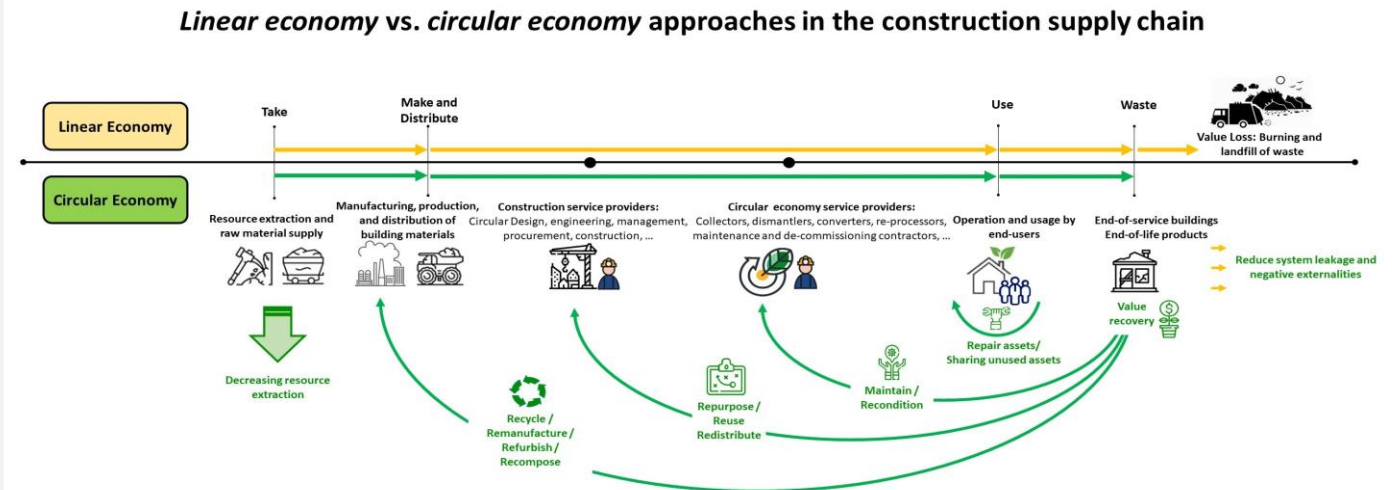 Linear economy vs. circular economy approaches in the construction supply chain
Linear Economy
Take
Make and
Distribute
Use
Waste
Value Loss: Burning and
landfill of waste
Circular Economy
Resource extraction and
raw material supply
Manufacturing, production,
and distribution of
building materials
Construction service providers:
Circular Design, engineering, management,
procurement, construction, ...
Circular economy service providers:
Collectors, dismantlers, converters, re-processors,
maintenance and de-commissioning contractors, ...
Operation and usage by
end-users
End-of-service buildings
End-of-life products
Reduce system leakage and
negative externalities
Value
recovery
Repair assets/
Sharing unused assets
Decreasing resource
extraction
Maintain /
Recondition
Repurpose/
Reuse
Redistribute
Recycle /
Remanufacture/
Refurbish/
Recompose